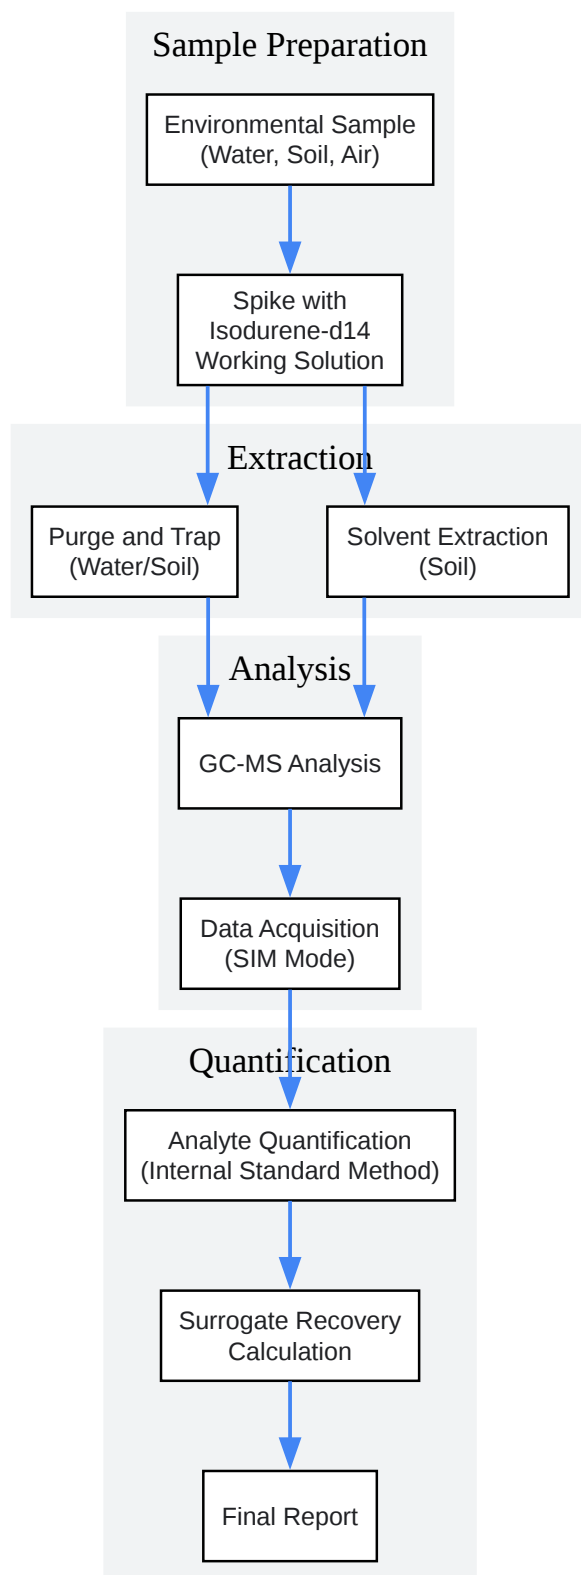 Sample Preparation
Environmental Sample
(Water, Soil, Air)
Spike with
Isodurene-d14
Working Solution
Extraction
Purge and Trap
(Water/Soil)
Solvent Extraction
(Soil)
Analysis
GC-MS Analysis
Data Acquisition
(SIM Mode)
Quantification
Analyte Quantification
(Internal Standard Method)
Surrogate Recovery
Calculation
Final Report